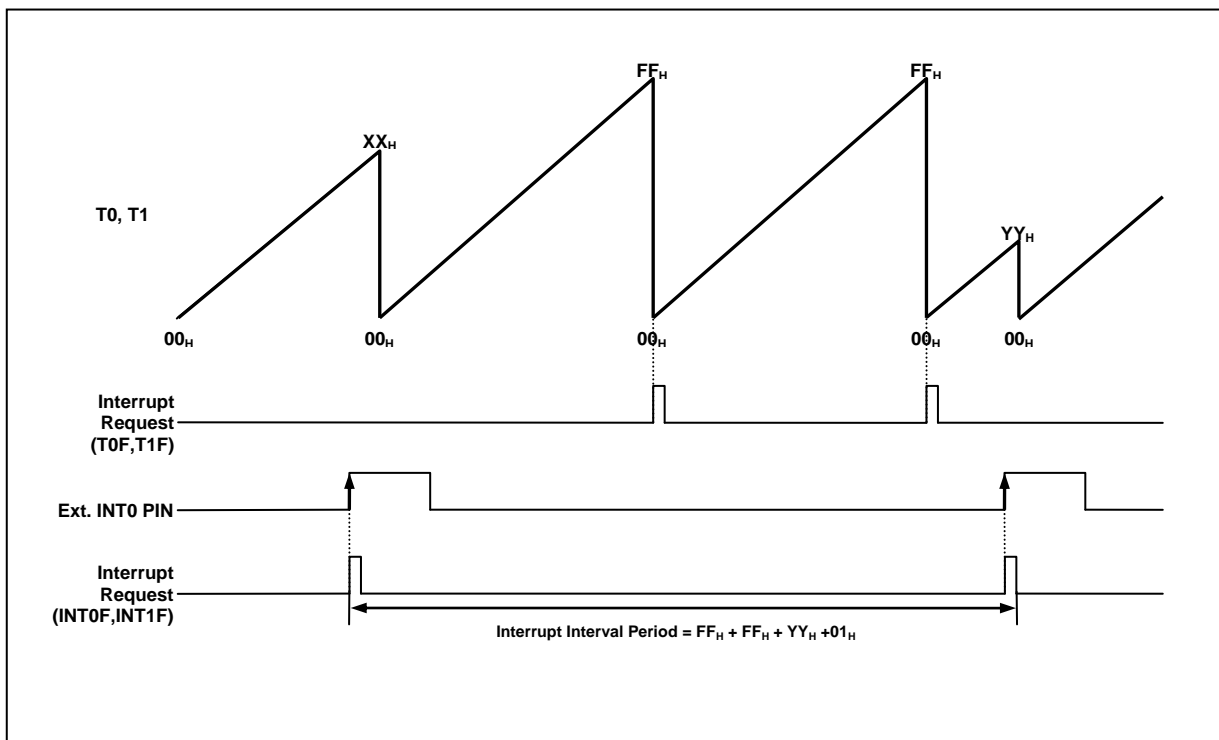 FFH FFH
XXH
T0, T1
YYH
00H 00H 00H 00H 00H
Interrupt
Request
(T0F,T1F)
Ext. INT0 PIN
Interrupt
Request
(INT0F,INT1F)
Interrupt Interval Period = FFH + FFH + YYH +01H